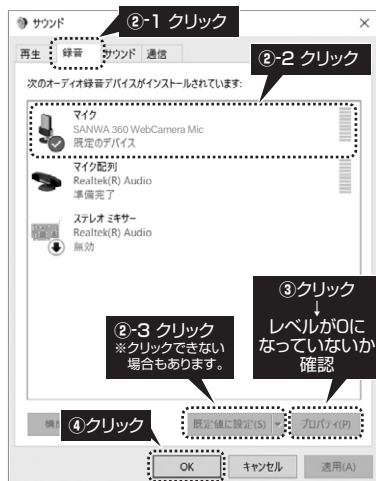 サウンド
②-1 クリック
再生 録音 サウンド 通信
②-2 クリック
次のオーディオ録音デバイスがインストールされています:
マイク
SANWA 360 WebCamera Mic
既定のデバイス
マイク配列
Realtek(R) Audio
準備完了
ステレオ ミキサー
Realtek(R) Audio
無効
③クリック
↓
レベルが0に
なっていないか
確認
②-3 クリック
※クリックできない
場合もあります。
④クリック
既定値に設定(S) プロパティ(P)
OK キャンセル 適用(A)